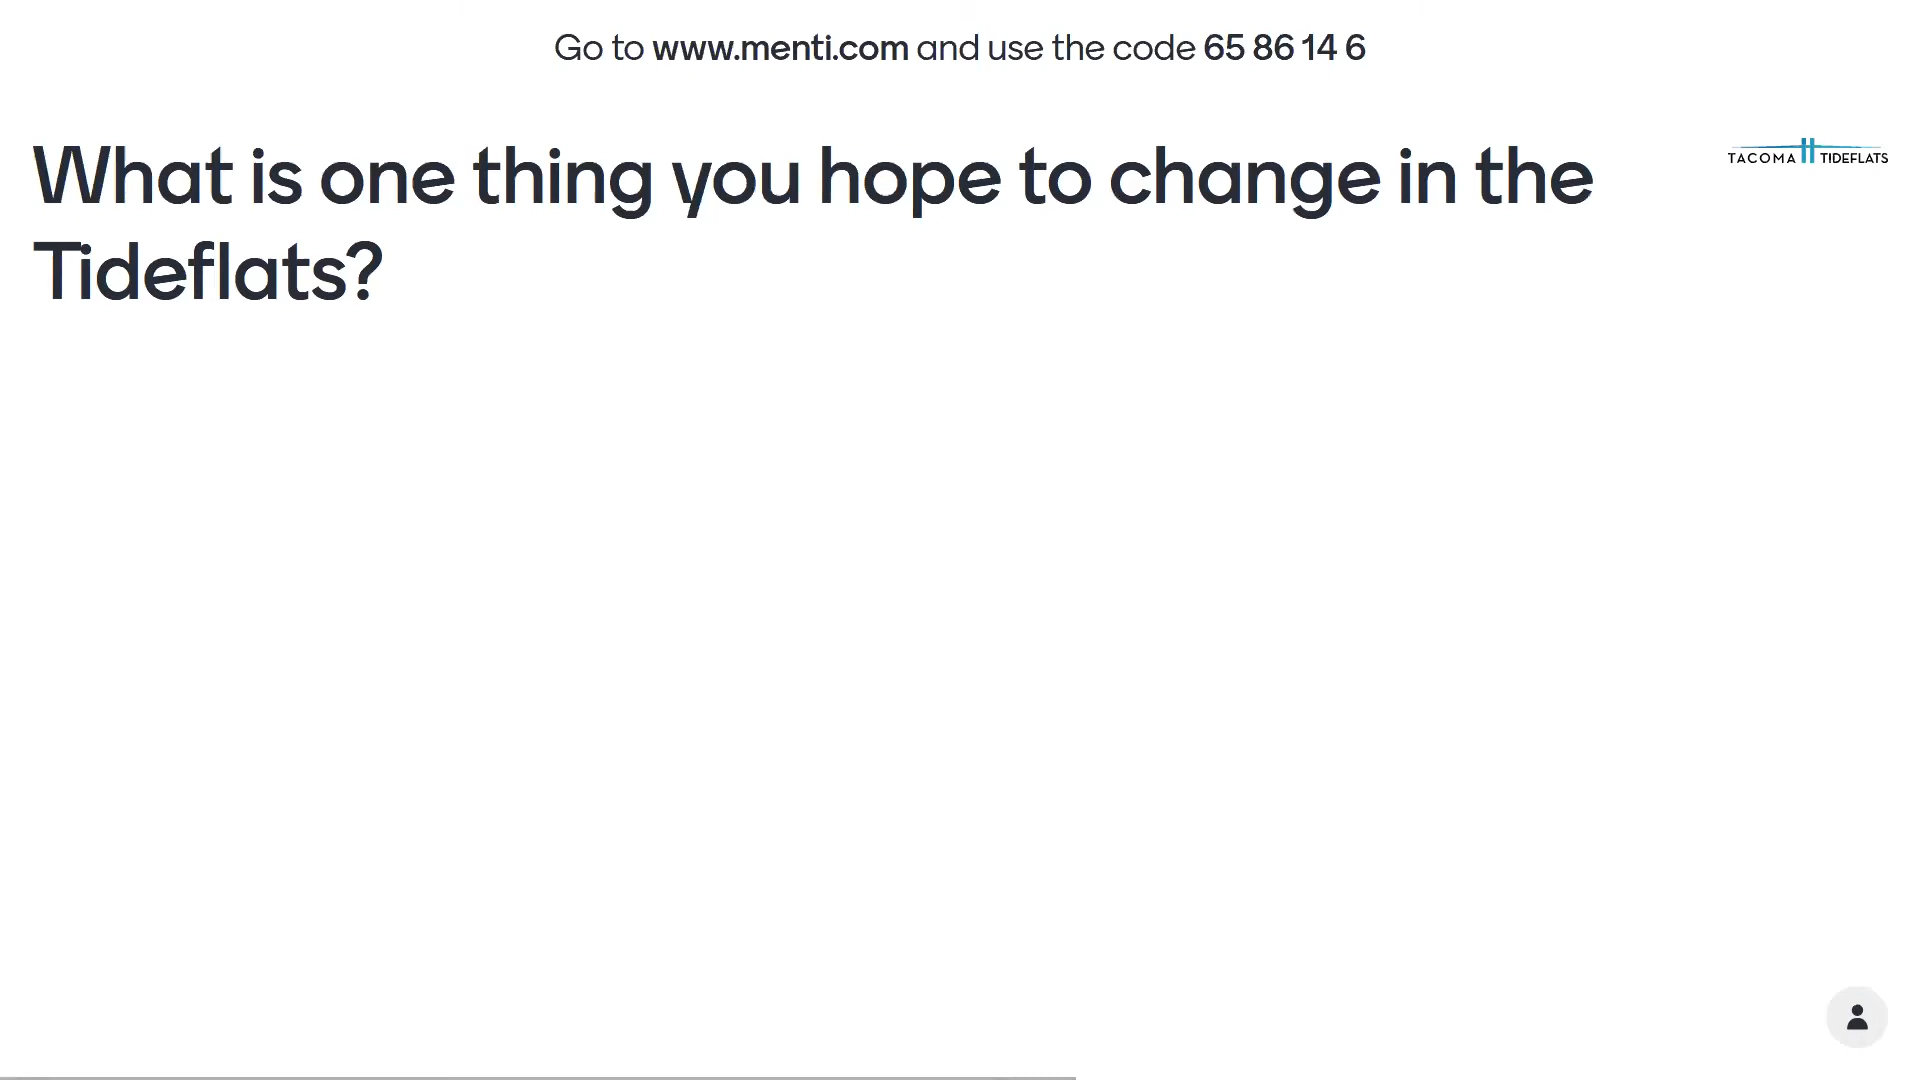 Go to www.menti.com and use the code 65 86 14 6
What is one thing you hope to change in the
Tideflats?
TACOMA TIDEFLATS